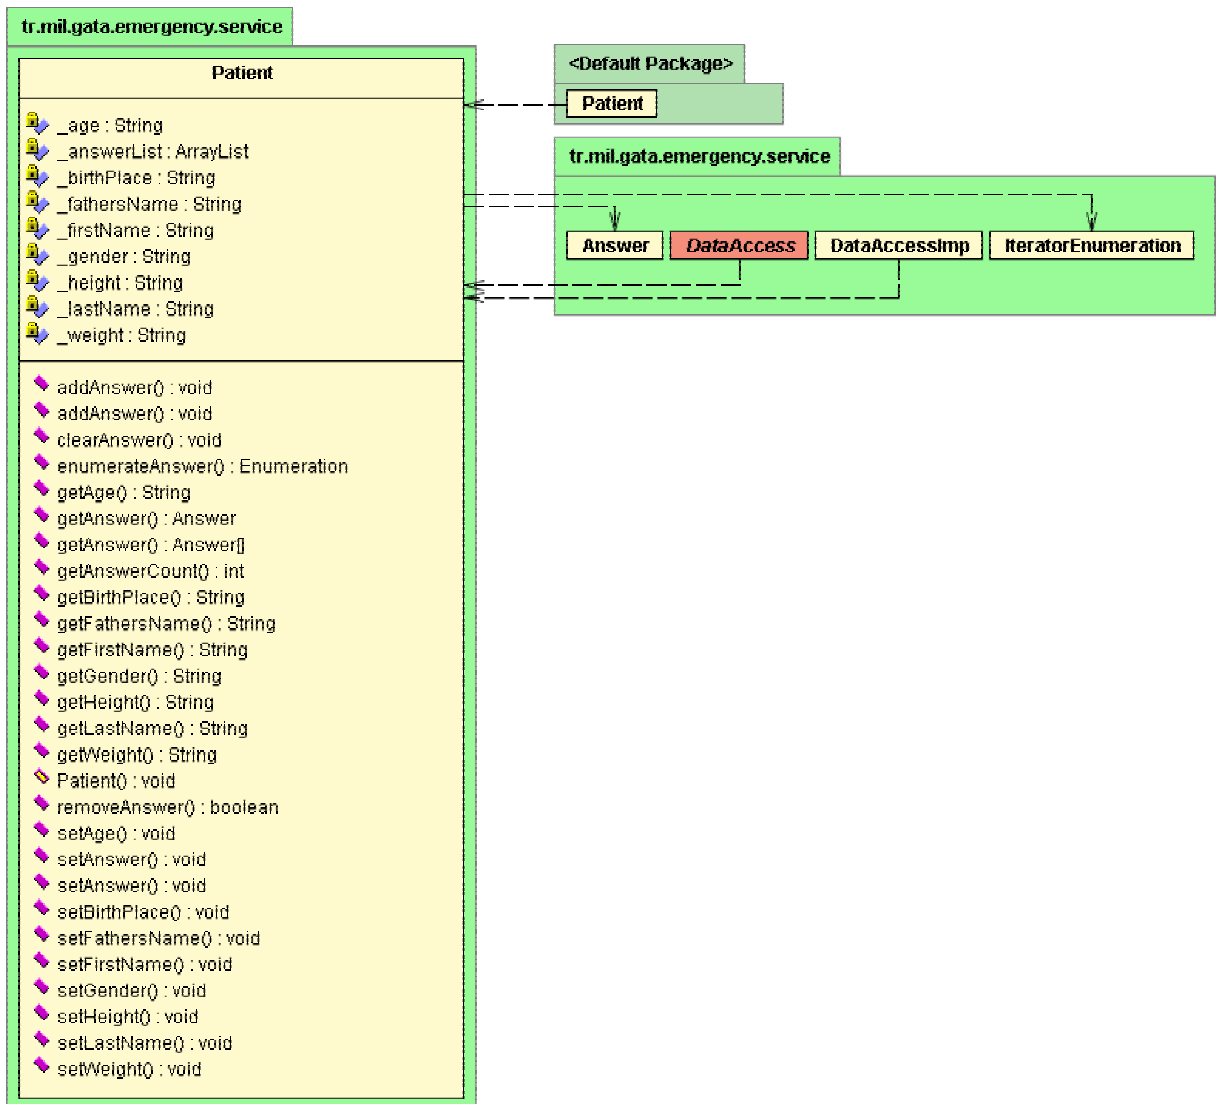 tr.mil.gata.emergency.service
Patient
_age : String
_answerList : ArrayList
_birthPlace : String
_fathersName : String
_firstName : String
_gender : String
_height : String
_lastName : String
_weight : String
addAnswer() : void
addAnswer() : void
clearAnswer() : void
enumerateAnswer() : Enumeration
getAge() : String
getAnswer() : Answer
getAnswer() : Answer[]
getAnswerCount() : int
getBirthPlace() : String
getFathersName() : String
getFirstName() : String
getGender() : String
getHeight() : String
getLastName() : String
getWeight() : String
Patient() : void
removeAnswer() : boolean
setAge() : void
setAnswer() : void
setAnswer() : void
setBirthPlace() : void
setFathersName() : void
setFirstName() : void
setGender() : void
setHeight() : void
setLastName() : void
setWeight() : void
<Default Package>
Patient
tr.mil.gata.emergency.service
Answer DataAccess DataAccessImp IteratorEnumeration